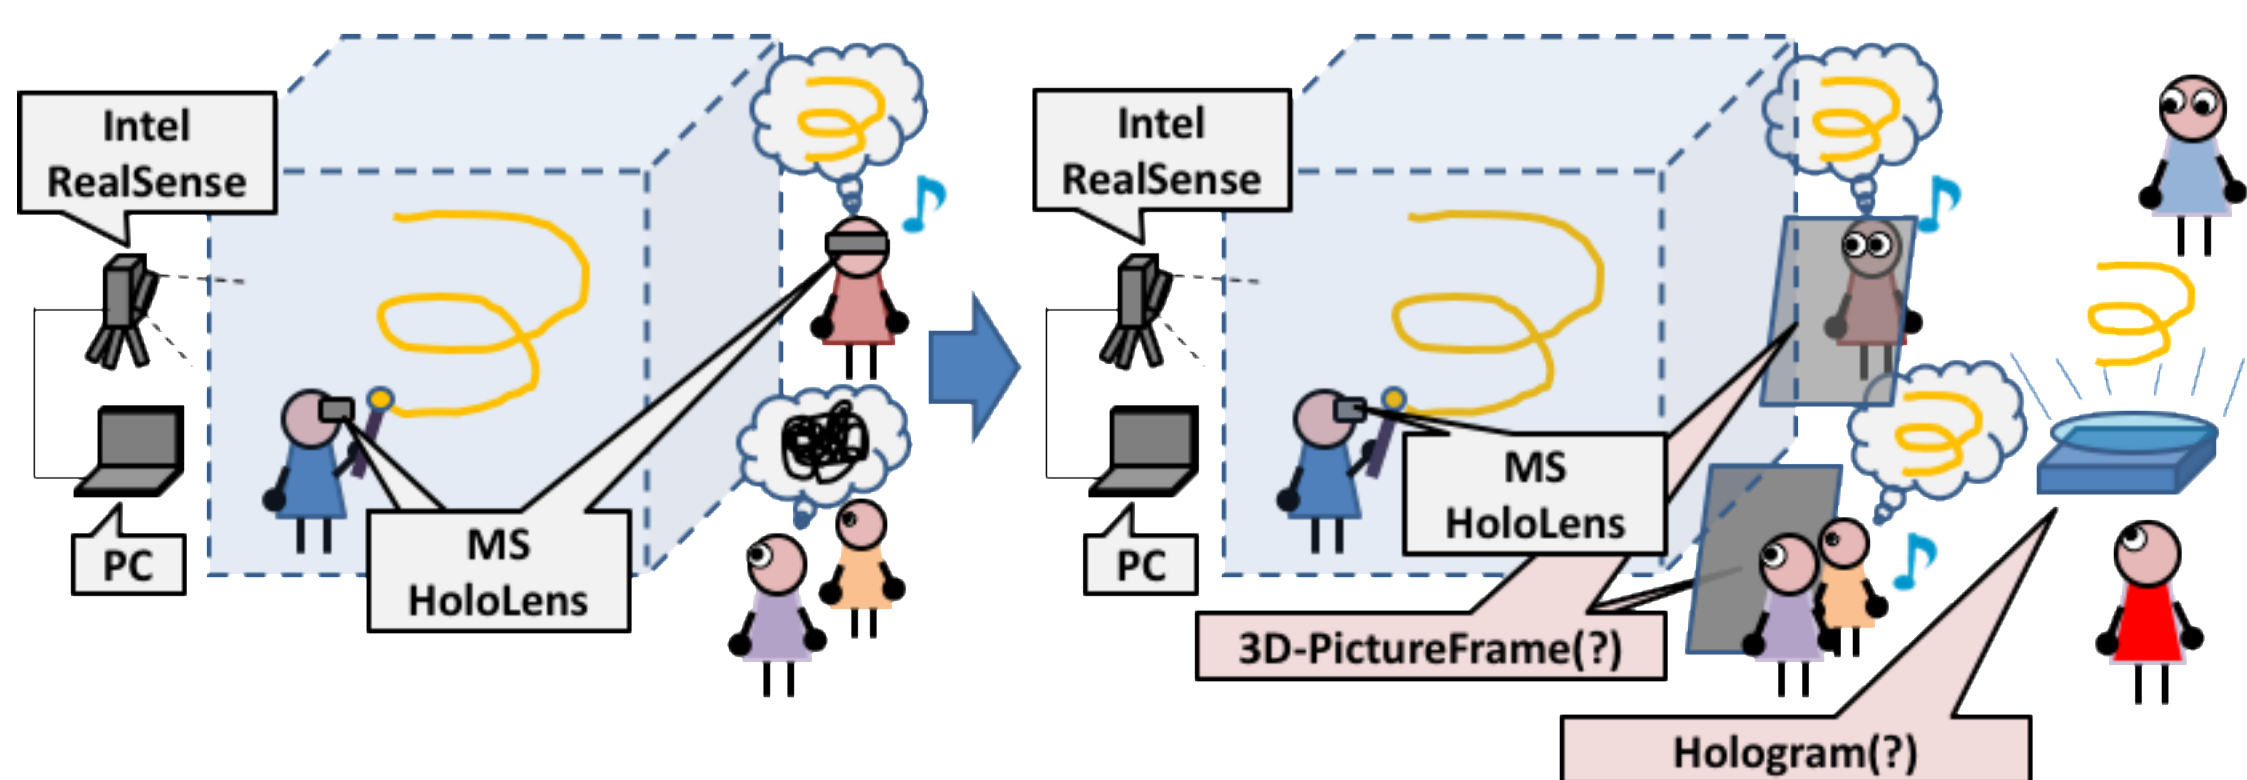 Intel
RealSense
PC
MS
HoloLens
Intel
RealSense
PC
MS
HoloLens
3D-PictureFrame(?)
Hologram(?)